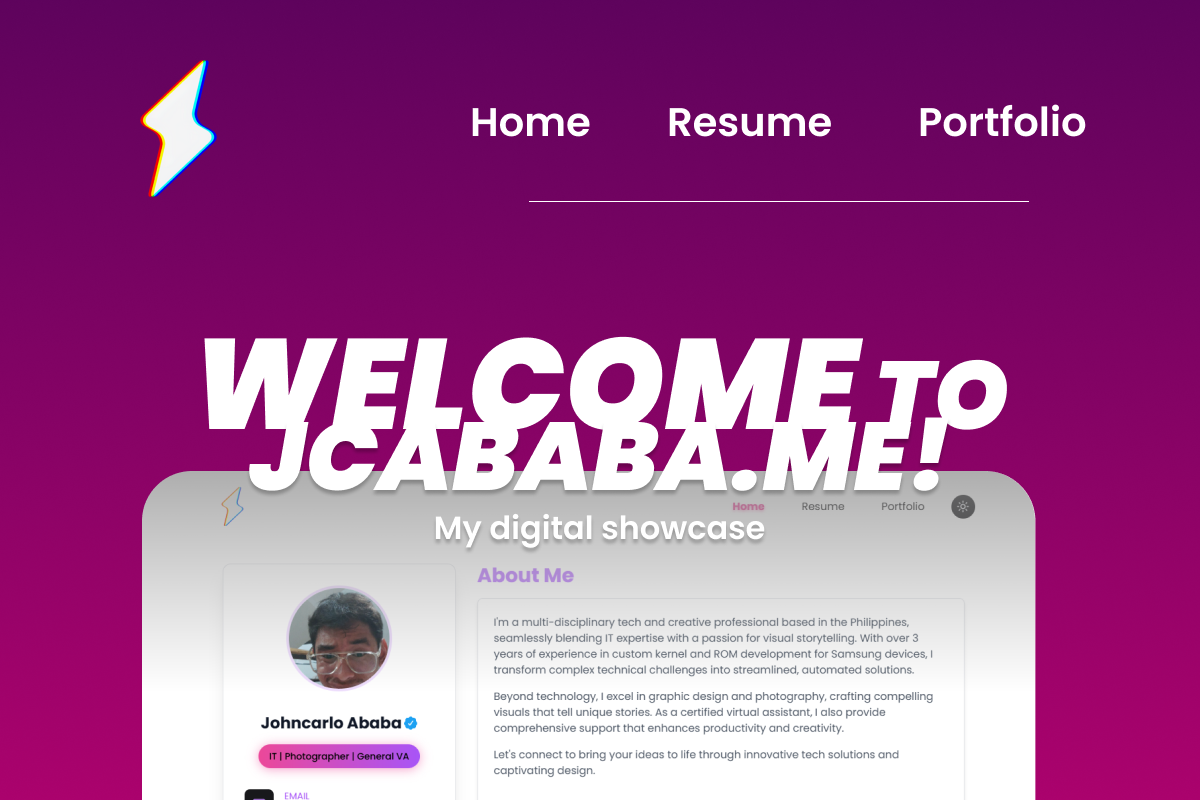 Home Resume Portfolio
WELCOME TO
JCABABA.ME!
Home Resume Portfolio
My digital showcase
About Me
I'm a multi-disciplinary tech and creative professional based in the Philippines,
seamlessly blending IT expertise with a passion for visual storytelling. With over 3
years of experience in custom kernel and ROM development for Samsung devices, I
transform complex technical challenges into streamlined, automated solutions.
Beyond technology, I excel in graphic design and photography, crafting compelling
visuals that tell unique stories. As a certified virtual assistant, I also provide
comprehensive support that enhances productivity and creativity.
Let's connect to bring your ideas to life through innovative tech solutions and
captivating design.
Johncarlo Ababa
IT | Photographer | General VA
EMAIL